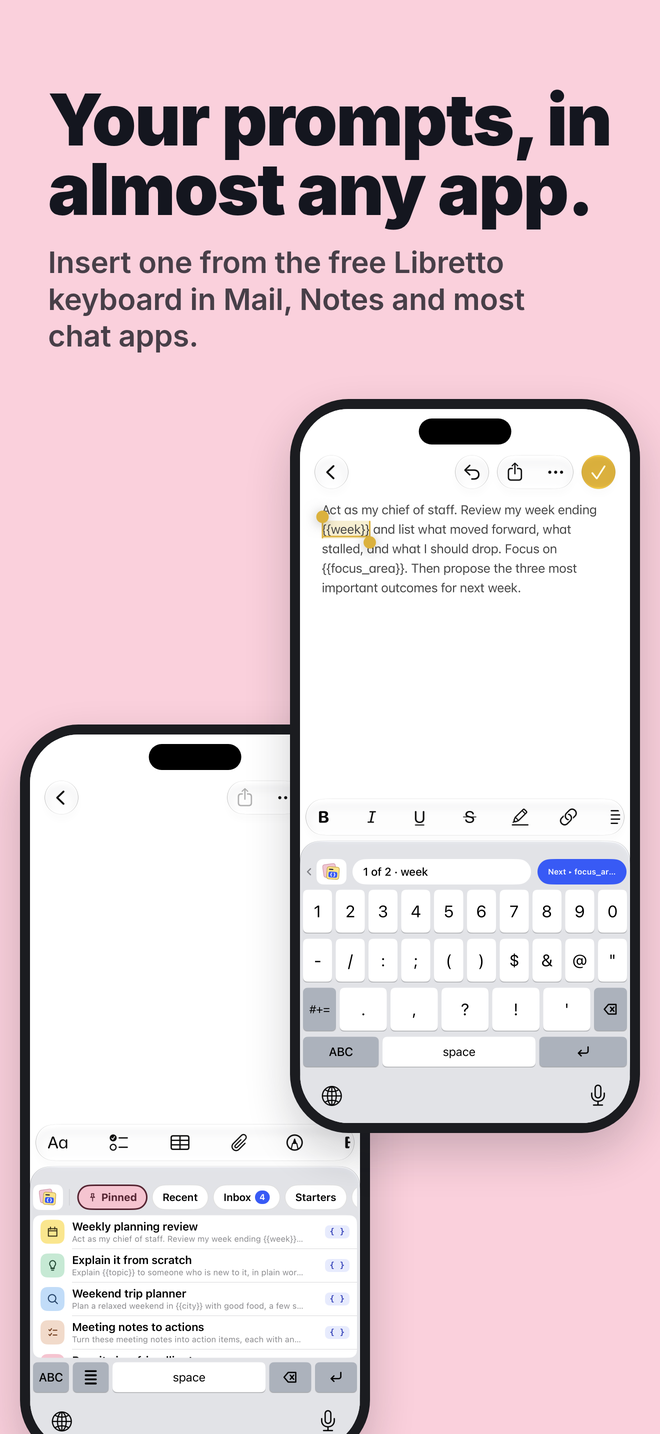 Your prompts, in
almost any app.
Insert one from the free Libretto
keyboard in Mail, Notes and most
chat apps.
Act as my chief of staff. Review my week ending
{{week}} and list what moved forward, what
stalled, and what I should drop. Focus on
{{focus_area}}. Then propose the three most
important outcomes for next week.
B I U S
1 of 2 · week
Next • focus_ar...
1 2 3 4 5 6 7 8 9 0
- / : ; ( ) $ & @ "
#+= . , ? ! '
ABC space
Aa
Pinned Recent Inbox 4 Starters
Weekly planning review
Act as my chief of staff. Review my week ending {{week}}...
{ }
Explain it from scratch
Explain {{topic}} to someone who is new to it, in plain wor...
{ }
Weekend trip planner
Plan a relaxed weekend in {{city}} with good food, a few s...
{ }
Meeting notes to actions
Turn these meeting notes into action items, each with an...
{ }
ABC space